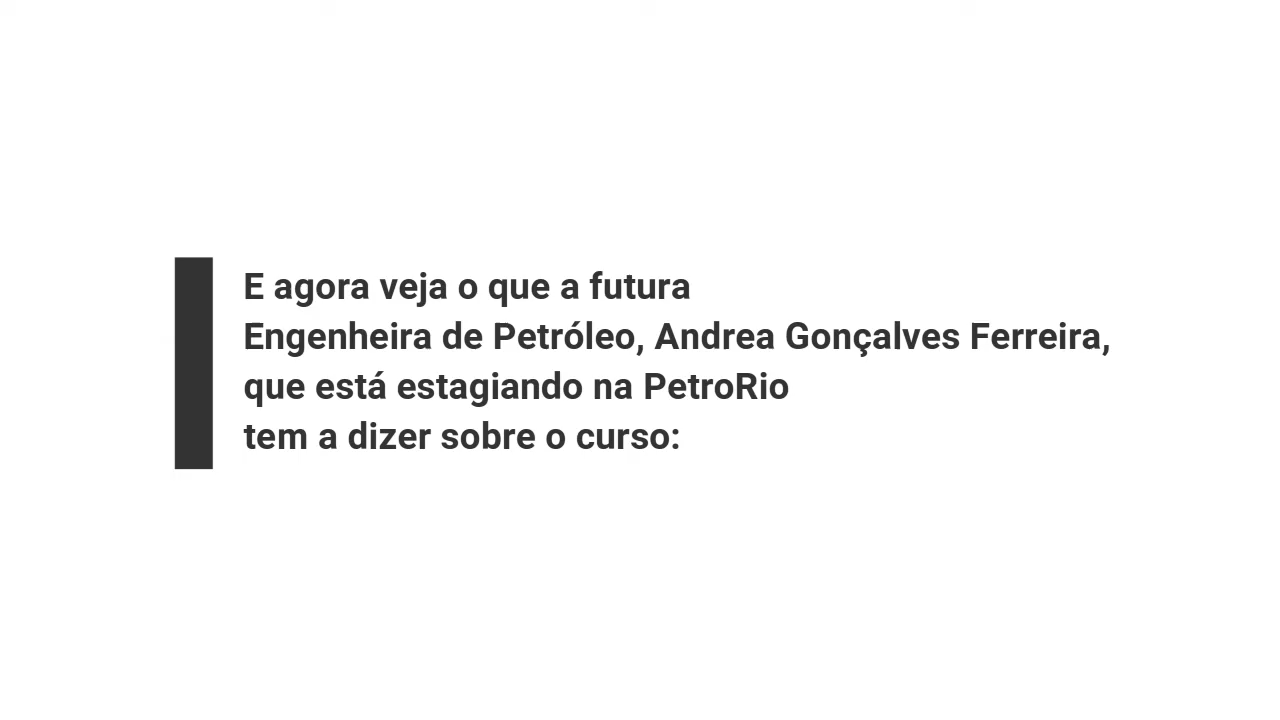 E agora veja o que a futura
Engenheira de Petróleo, Andrea Gonçalves Ferreira,
que está estagiando na PetroRio
tem a dizer sobre o curso: